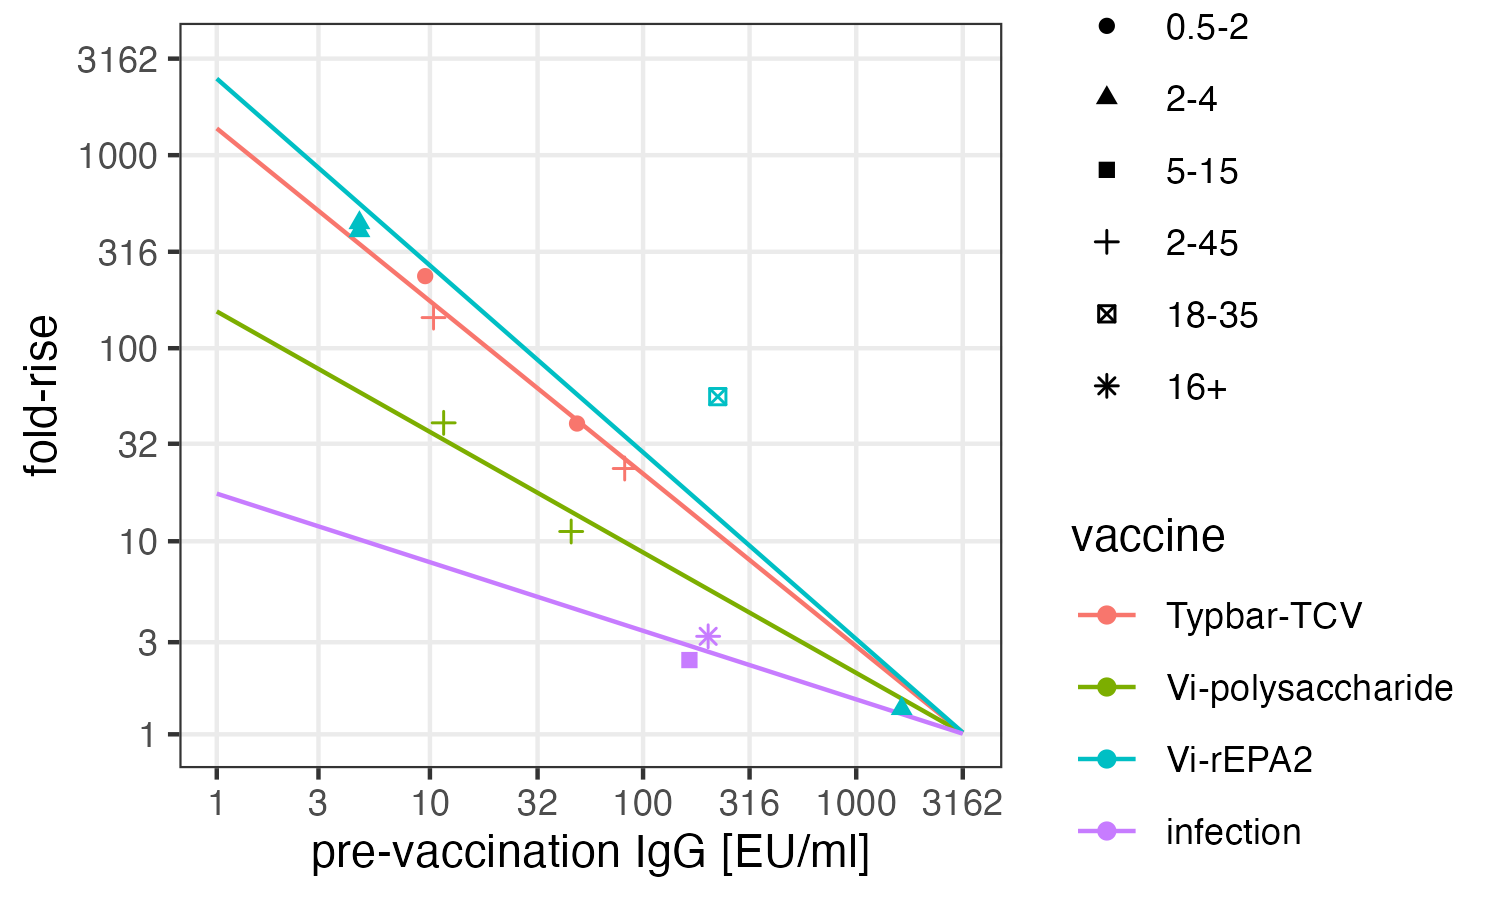 3162
1000
316
100
32
10
3
1
fold-rise
1 3 10 32 100 316 1000 3162
pre-vaccination IgG [EU/ml]
0.5-2
2-4
5-15
2-45
18-35
16+
vaccine
Typbar-TCV
Vi-polysaccharide
Vi-rEPA2
infection